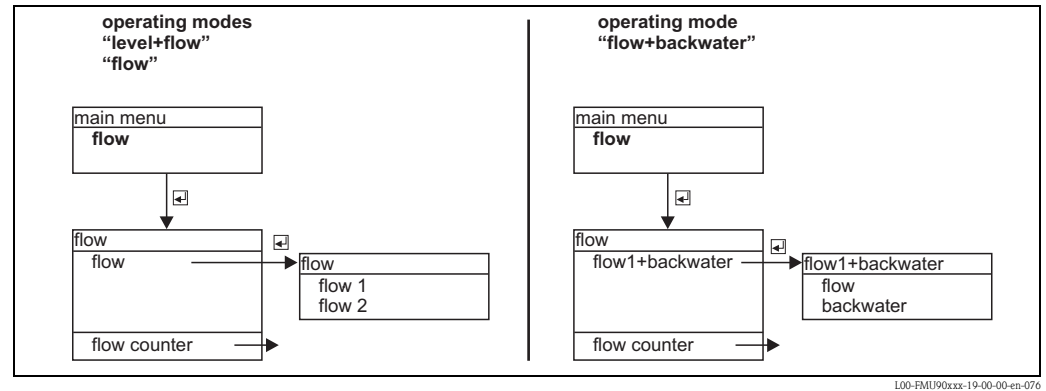 operating modes
“level+flow”
“flow”
main menu
flow
flow
flow
flow
flow 1
flow 2
flow counter
operating mode
“flow+backwater”
main menu
flow
flow
flow1+backwater
flow1+backwater
flow
backwater
flow counter
L00-FMU90xxx-19-00-00-en-076